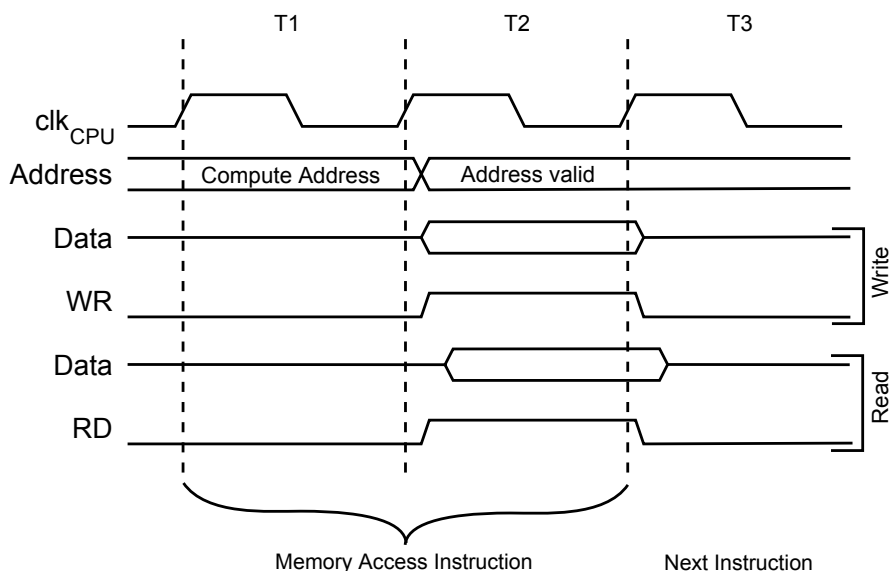 T1 T2 T3
clkCPU
Address Compute Address Address valid
Data
WR
Write
Data
RD
Read
Memory Access Instruction Next Instruction